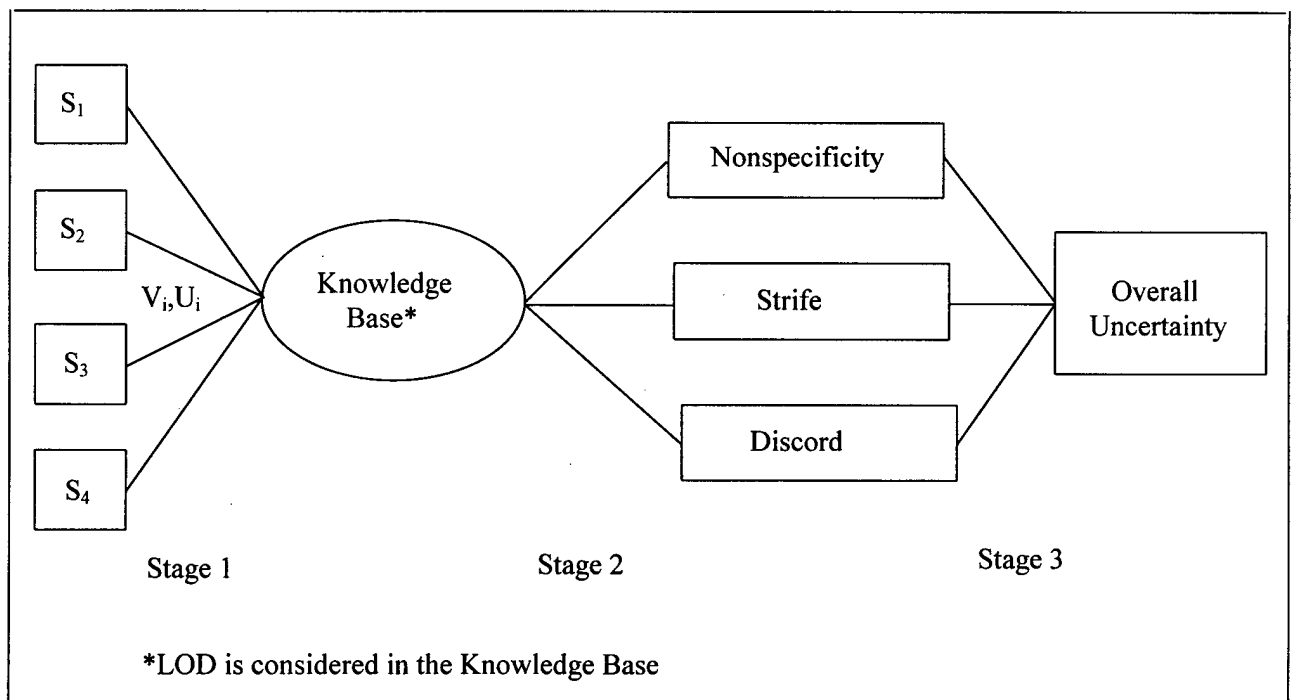 S₁
S₂
Vᵢ,Uᵢ
S₃
S₄
Knowledge
Base*
Nonspecificity
Strife
Discord
Overall
Uncertainty
Stage 1
Stage 2
Stage 3
*LOD is considered in the Knowledge Base